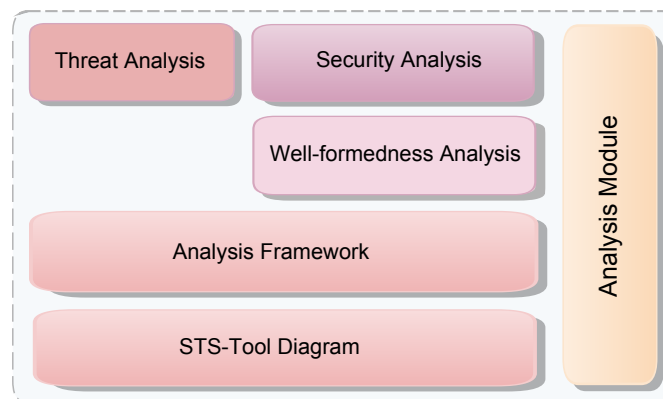 Threat Analysis
Security Analysis
Well-formedness Analysis
Analysis Framework
STS-Tool Diagram
Analysis Module